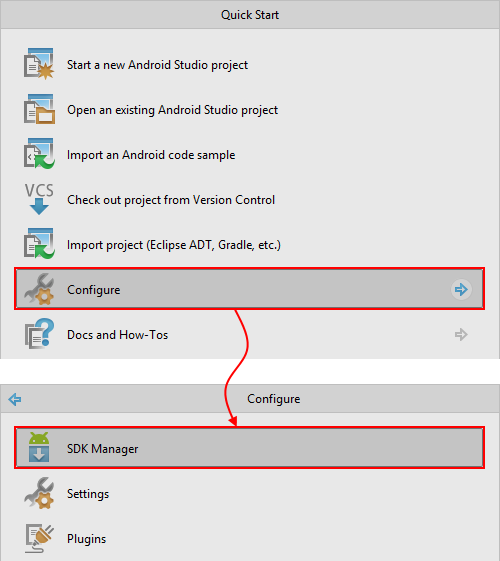 Quick Start
Start a new Android Studio project
Open an existing Android Studio project
Import an Android code sample
VCS
Check out project from Version Control
Import project (Eclipse ADT, Gradle, etc.)
Configure
Docs and How-Tos
Configure
SDK Manager
Settings
Plugins